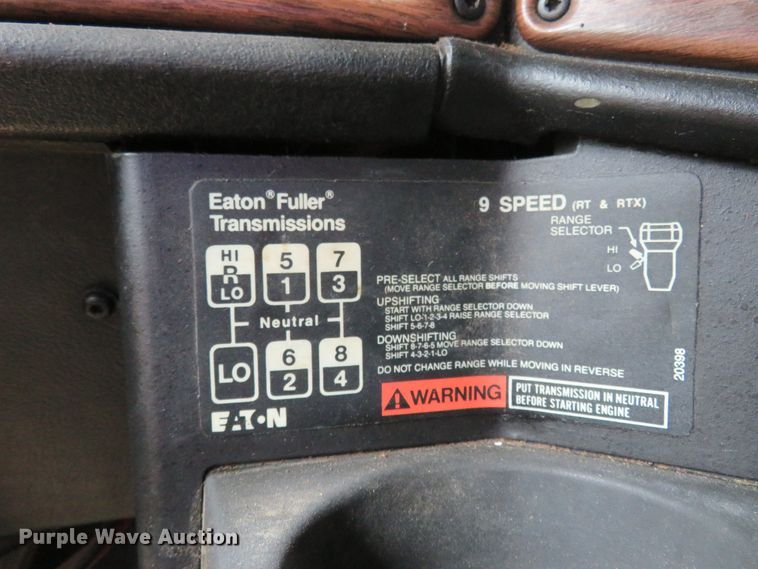 Eaton® Fuller®
Transmissions
9 SPEED (RT & RTX)
RANGE
SELECTOR
HI
LO
HI
R
LO
5
1
7
3
Neutral
LO
6
2
8
4
EATON
PRE-SELECT ALL RANGE SHIFTS
(MOVE RANGE SELECTOR BEFORE MOVING SHIFT LEVER)
UPSHIFTING
START WITH RANGE SELECTOR DOWN
SHIFT LO-1-2-3-4 RAISE RANGE SELECTOR
SHIFT 5-6-7-8
DOWNSHIFTING
SHIFT 8-7-6-5 MOVE RANGE SELECTOR DOWN
SHIFT 4-3-2-1-LO
DO NOT CHANGE RANGE WHILE MOVING IN REVERSE
WARNING
PUT TRANSMISSION IN NEUTRAL
BEFORE STARTING ENGINE
20398
Purple Wave Auction